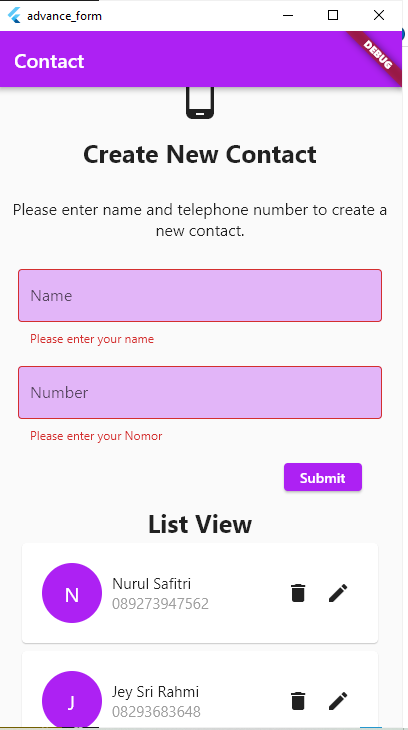 advance_form
Contact
DEBUG
Create New Contact
Please enter name and telephone number to create a
new contact.
Name
Please enter your name
Number
Please enter your Nomor
Submit
List View
N
Nurul Safitri
089273947562
J
Jey Sri Rahmi
08293683648